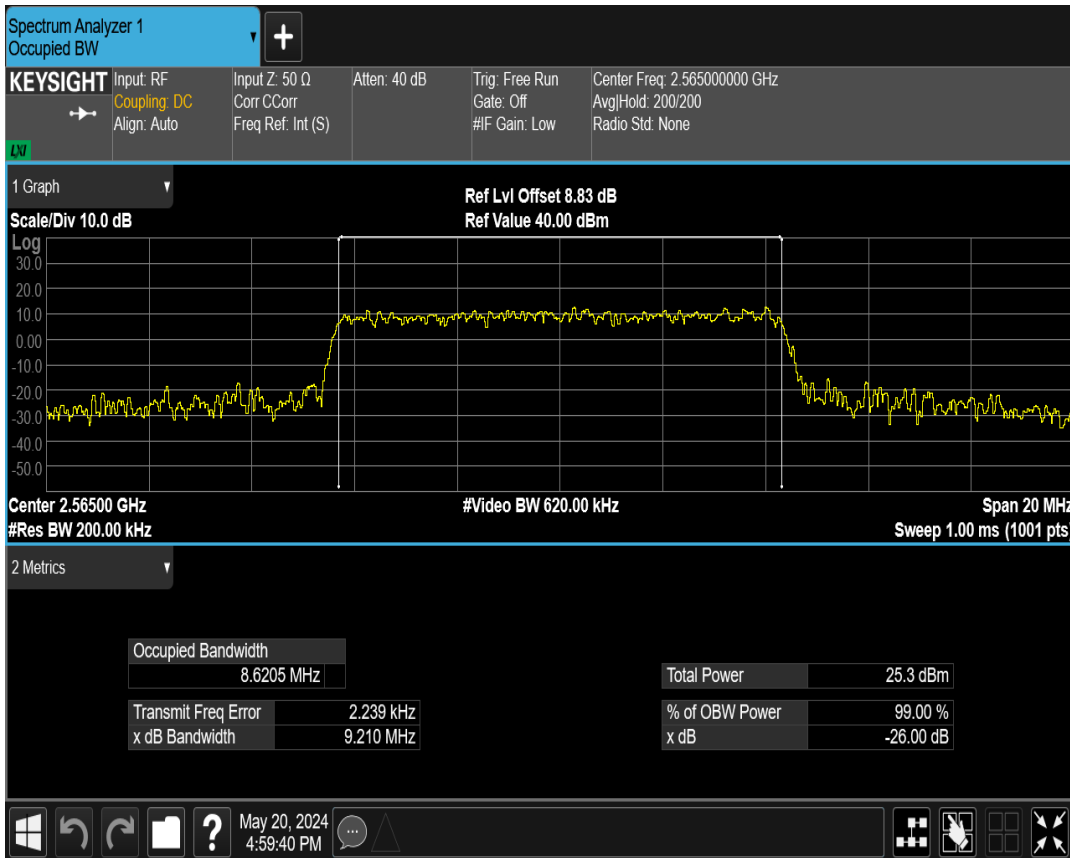 Spectrum Analyzer 1
Occupied BW
+
KEYSIGHT
LXI
Input: RF
Coupling: DC
Align: Auto
Input Z: 50 Ω
Corr CCorr
Freq Ref: Int (S)
Atten: 40 dB
Trig: Free Run
Gate: Off
#IF Gain: Low
Center Freq: 2.565000000 GHz
Avg|Hold: 200/200
Radio Std: None
1 Graph
Scale/Div 10.0 dB
Ref Lvl Offset 8.83 dB
Ref Value 40.00 dBm
Log
30.0
20.0
10.0
0.00
-10.0
-20.0
-30.0
-40.0
-50.0
Center 2.56500 GHz
#Res BW 200.00 kHz
#Video BW 620.00 kHz
Span 20 MHz
Sweep 1.00 ms (1001 pts)
2 Metrics
Occupied Bandwidth
8.6205 MHz
Transmit Freq Error 2.239 kHz
x dB Bandwidth 9.210 MHz
Total Power 25.3 dBm
% of OBW Power 99.00 %
x dB -26.00 dB
?
May 20, 2024
4:59:40 PM